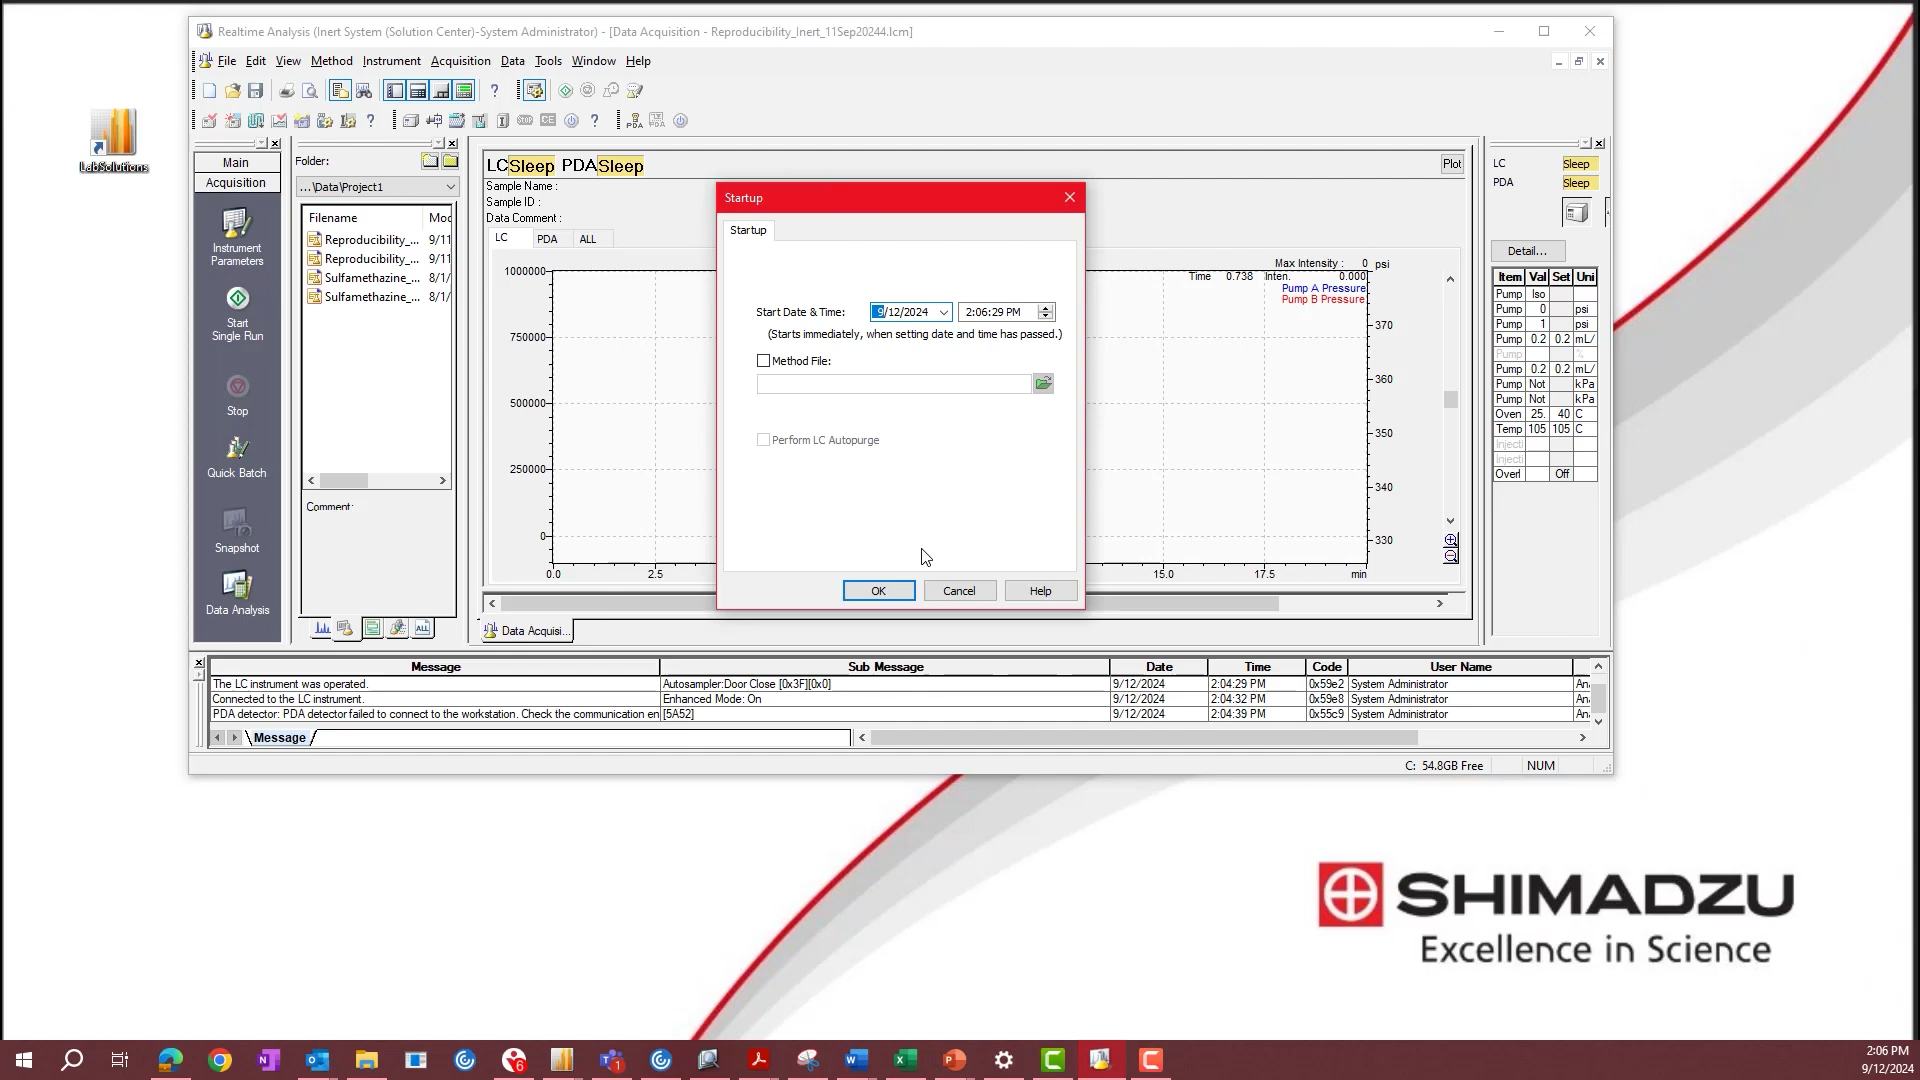 Realtime Analysis (Inert System (Solution Center)-System Administrator) - [Data Acquisition - Reproducibility_Inert_11Sep20244.lcm]
File Edit View Method Instrument Acquisition Data Tools Window Help
LabSolutions
Main
Acquisition
Instrument
Parameters
Start
Single Run
Stop
Quick Batch
Snapshot
Data Analysis
Folder:
...\Data\Project1
Filename
Reproducibility_... 9/11
Reproducibility_... 9/11
Sulfamethazine_... 8/1/
Sulfamethazine_... 8/1/
Comment:
ALL
LCSleep PDASleep
Plot
Sample Name :
Sample ID :
Data Comment :
LC PDA ALL
Max Intensity : 0 psi
Time 0.738 Inten. 0.000
Pump A Pressure
Pump B Pressure
1000000
750000
500000
250000
0
370
360
350
340
330
0.0 2.5 15.0 17.5 min
Data Acquisi...
Startup
Startup
Start Date & Time: 9/12/2024 2:06:29 PM
(Starts immediately, when setting date and time has passed.)
Method File:
Perform LC Autopurge
OK Cancel Help
LC Sleep
PDA Sleep
Detail...
Item Val Set Uni
Pump Iso
Pump 0 psi
Pump 1 psi
Pump 0.2 0.2 mL/
Pump %
Pump 0.2 0.2 mL/
Pump Not kPa
Pump Not kPa
Oven 25. 40 C
Temp 105 105 C
Injecti
Injecti
Overl Off
Message Sub Message Date Time Code User Name
The LC instrument was operated. Autosampler:Door Close [0x3F][0x0] 9/12/2024 2:04:29 PM 0x59e2 System Administrator
Connected to the LC instrument. Enhanced Mode: On 9/12/2024 2:04:32 PM 0x59e8 System Administrator
PDA detector: PDA detector failed to connect to the workstation. Check the communication en [5A52] 9/12/2024 2:04:39 PM 0x55c9 System Administrator
Message
C: 54.8GB Free NUM
SHIMADZU
Excellence in Science
2:06 PM
9/12/2024